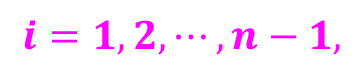 i = 1, 2, ⋯ , n − 1,